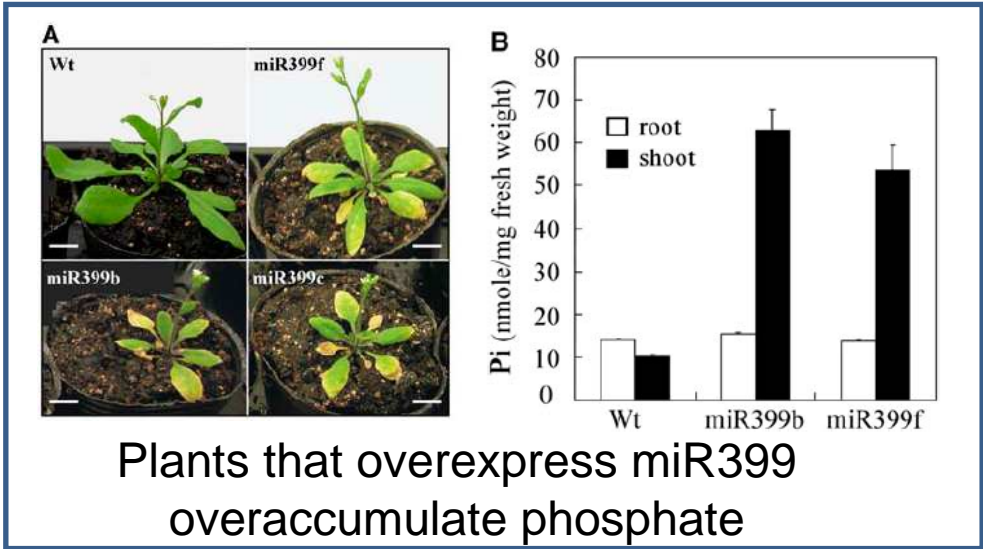 A
Wt
miR399f
miR399b
miR399c
B
80
70
60
50
40
30
20
10
0
Pi (nmole/mg fresh weight)
root
shoot
Wt
miR399b
miR399f
Plants that overexpress miR399
overaccumulate phosphate